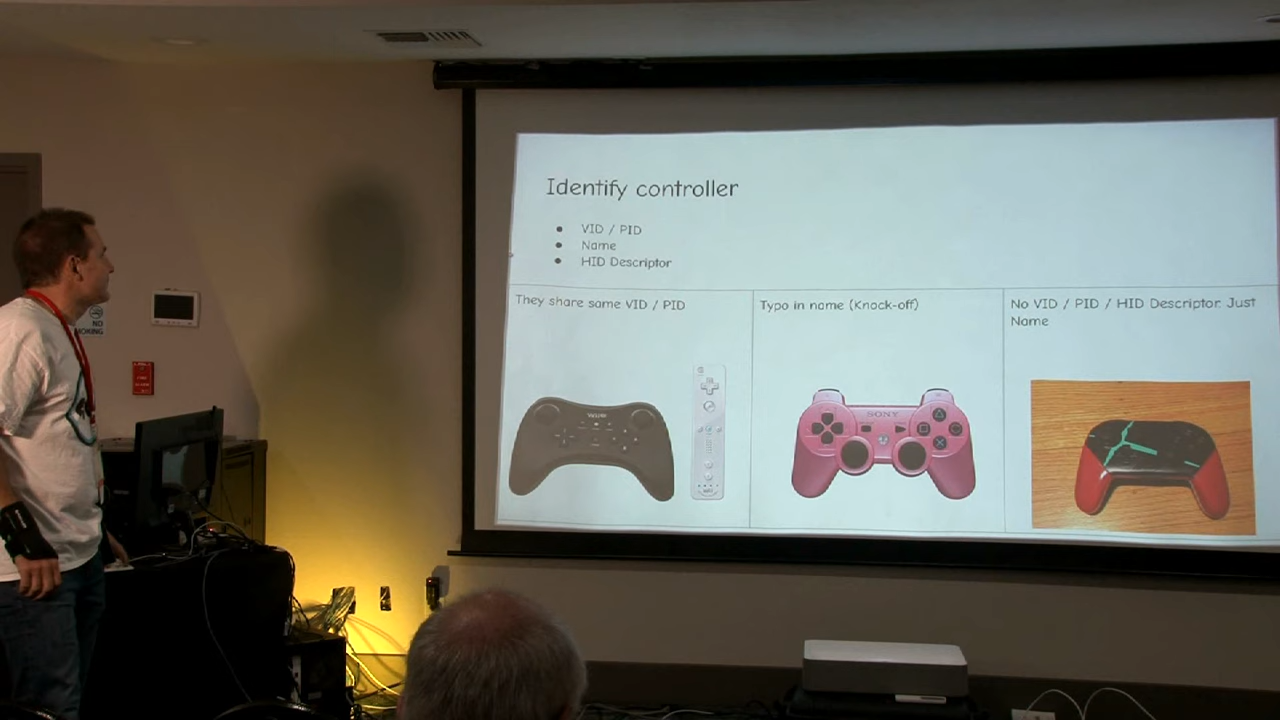 Identify controller
VID / PID
Name
HID Descriptor
They share same VID / PID
Typo in name (Knock-off)
No VID / PID / HID Descriptor. Just
Name
Wii U
SONY
NO